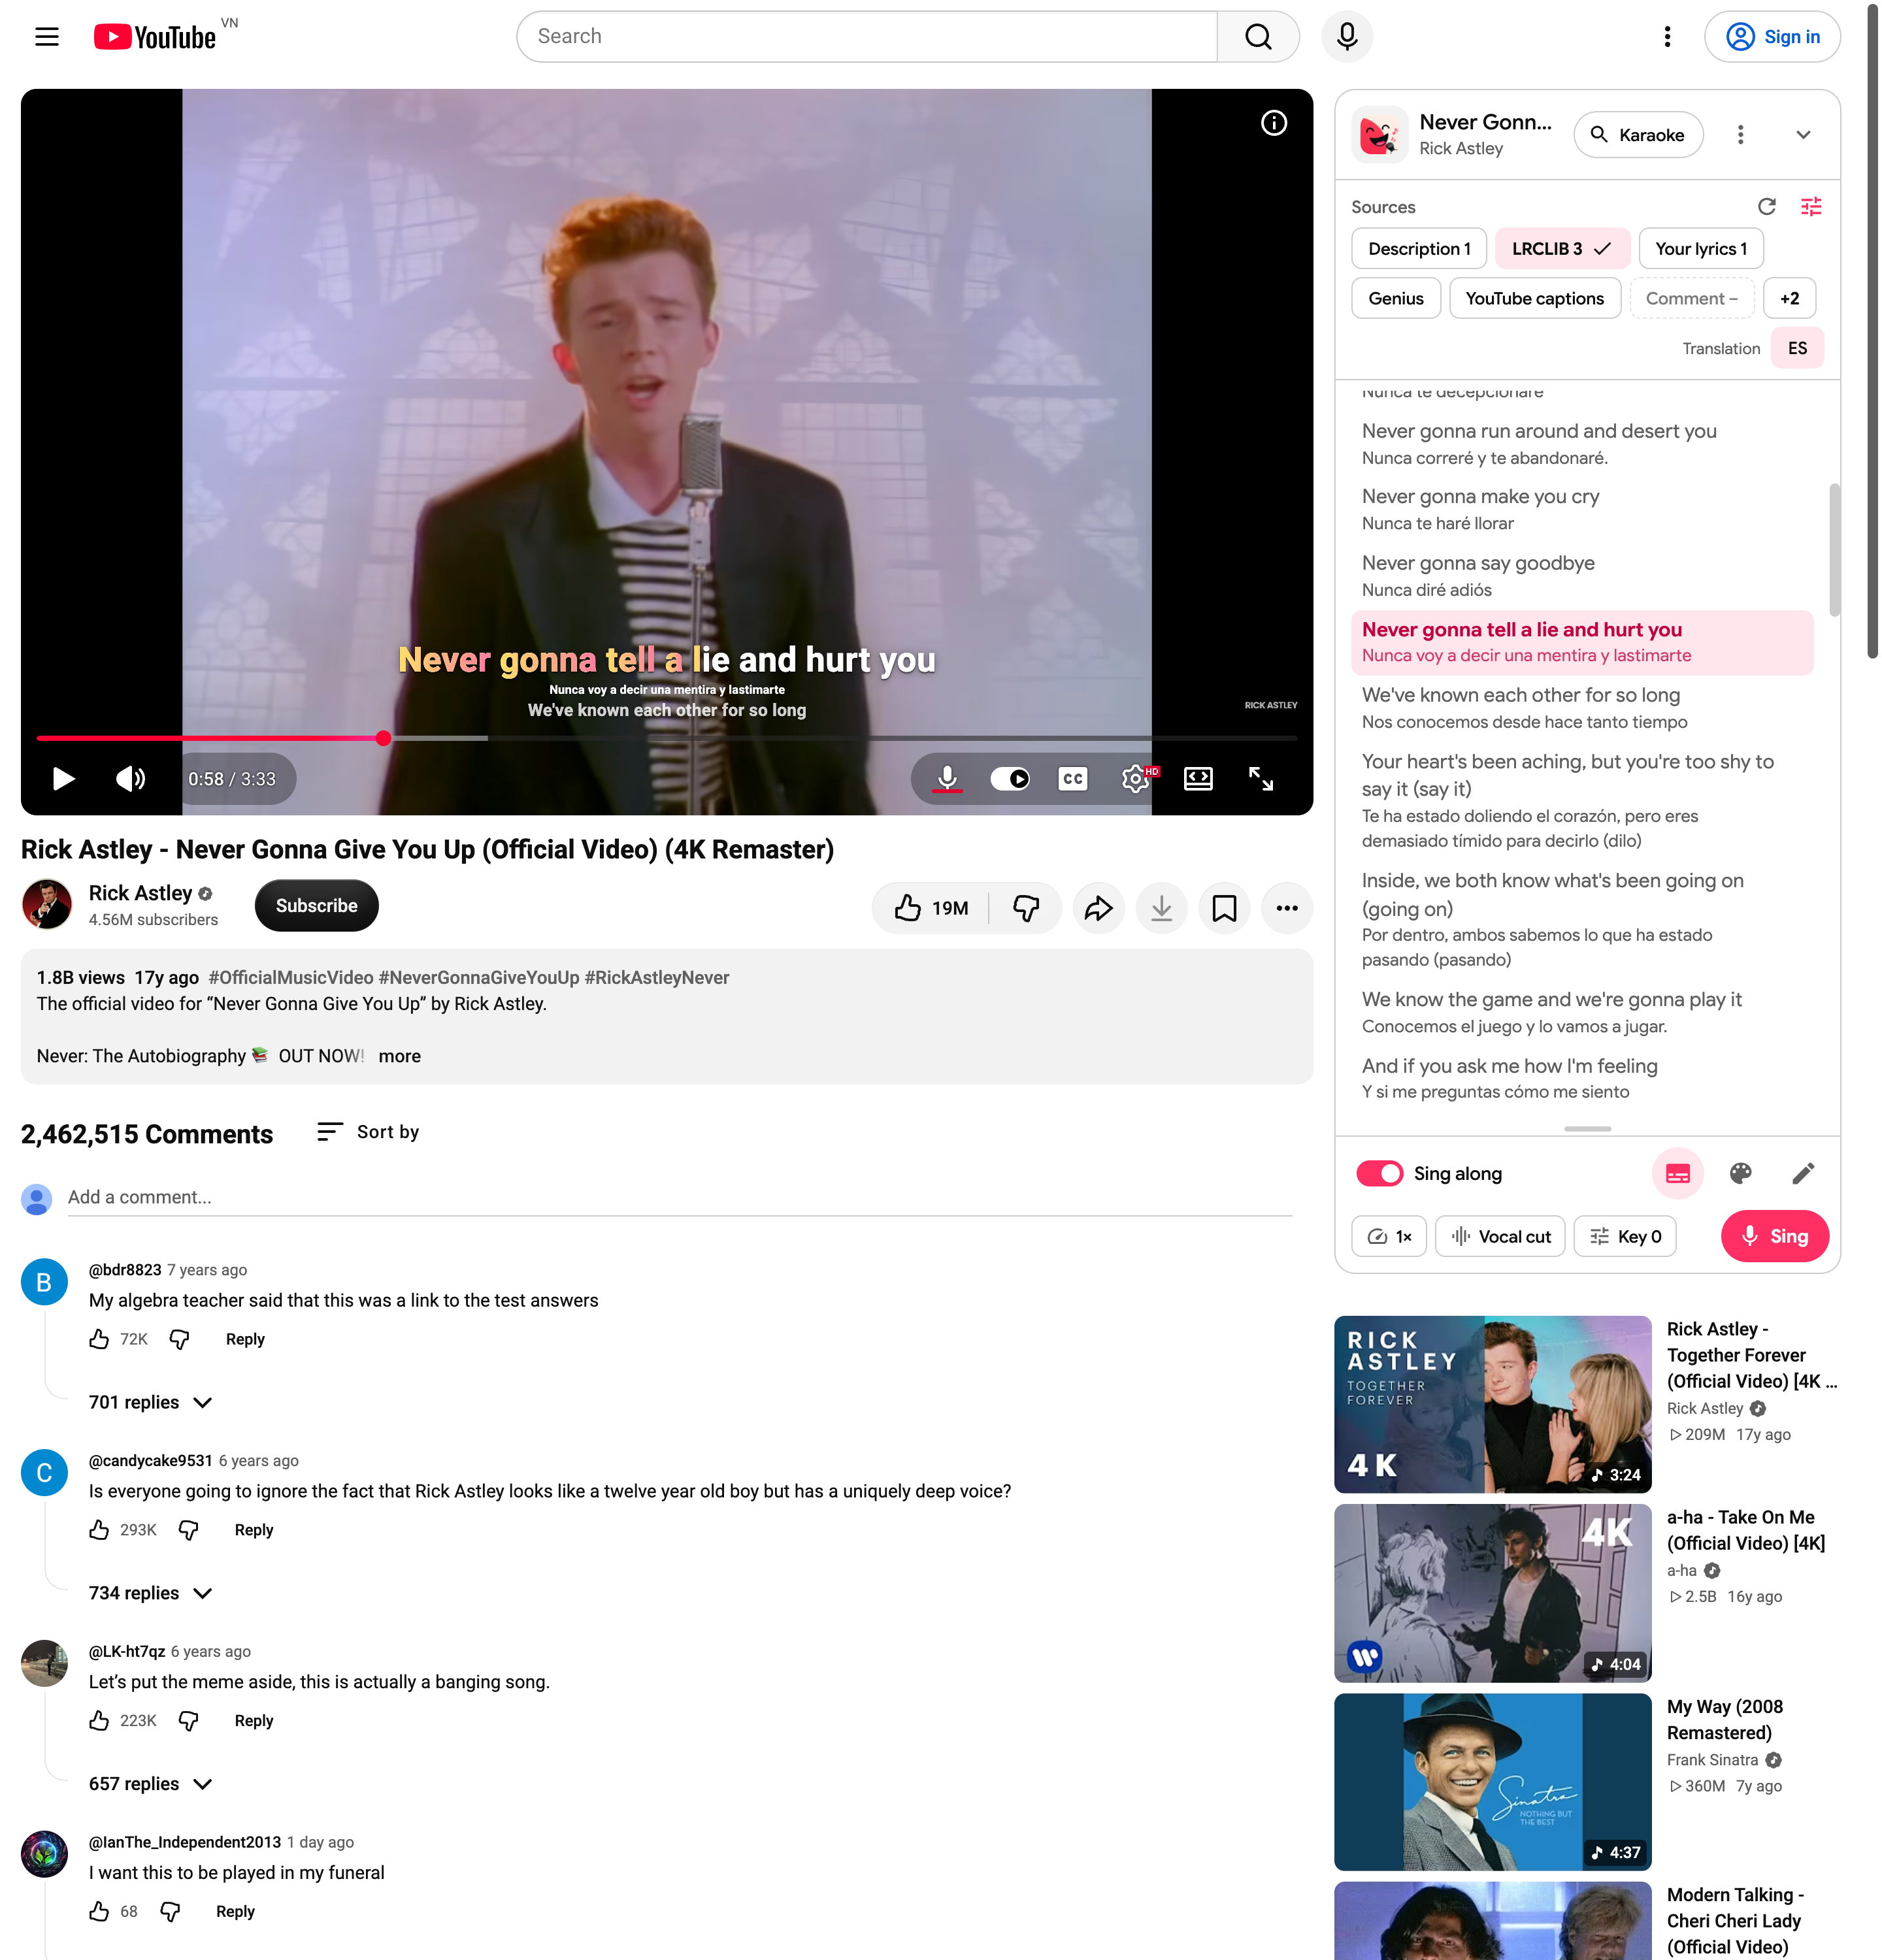 YouTube VN
Search
Sign in
RICK ASTLEY
Never gonna tell a lie and hurt you
Nunca voy a decir una mentira y lastimarte
We've known each other for so long
0:58 / 3:33
CC
HD
Rick Astley - Never Gonna Give You Up (Official Video) (4K Remaster)
Rick Astley
4.56M subscribers
Subscribe
19M
1.8B views 17y ago #OfficialMusicVideo #NeverGonnaGiveYouUp #RickAstleyNever
The official video for “Never Gonna Give You Up” by Rick Astley.
Never: The Autobiography 📚 OUT NOW! more
2,462,515 Comments
Sort by
Add a comment...
B
@bdr8823 7 years ago
My algebra teacher said that this was a link to the test answers
72K
Reply
701 replies
C
@candycake9531 6 years ago
Is everyone going to ignore the fact that Rick Astley looks like a twelve year old boy but has a uniquely deep voice?
293K
Reply
734 replies
@LK-ht7qz 6 years ago
Let’s put the meme aside, this is actually a banging song.
223K
Reply
657 replies
@IanThe_Independent2013 1 day ago
I want this to be played in my funeral
68
Reply
Never Gonn...
Rick Astley
Karaoke
Sources
Description 1
LRCLIB 3
Your lyrics 1
Genius
YouTube captions
Comment –
+2
Translation
ES
Nunca te decepcionaré
Never gonna run around and desert you
Nunca correré y te abandonaré.
Never gonna make you cry
Nunca te haré llorar
Never gonna say goodbye
Nunca diré adiós
Never gonna tell a lie and hurt you
Nunca voy a decir una mentira y lastimarte
We've known each other for so long
Nos conocemos desde hace tanto tiempo
Your heart's been aching, but you're too shy to
say it (say it)
Te ha estado doliendo el corazón, pero eres
demasiado tímido para decirlo (dilo)
Inside, we both know what's been going on
(going on)
Por dentro, ambos sabemos lo que ha estado
pasando (pasando)
We know the game and we're gonna play it
Conocemos el juego y lo vamos a jugar.
And if you ask me how I'm feeling
Y si me preguntas cómo me siento
Sing along
1×
Vocal cut
Key 0
Sing
RICK
ASTLEY
TOGETHER
FOREVER
4K
3:24
Rick Astley -
Together Forever
(Official Video) [4K ...
Rick Astley
209M 17y ago
4K
4:04
a-ha - Take On Me
(Official Video) [4K]
a-ha
2.5B 16y ago
Sinatra
NOTHING BUT
THE BEST
4:37
My Way (2008
Remastered)
Frank Sinatra
360M 7y ago
Modern Talking -
Cheri Cheri Lady
(Official Video)